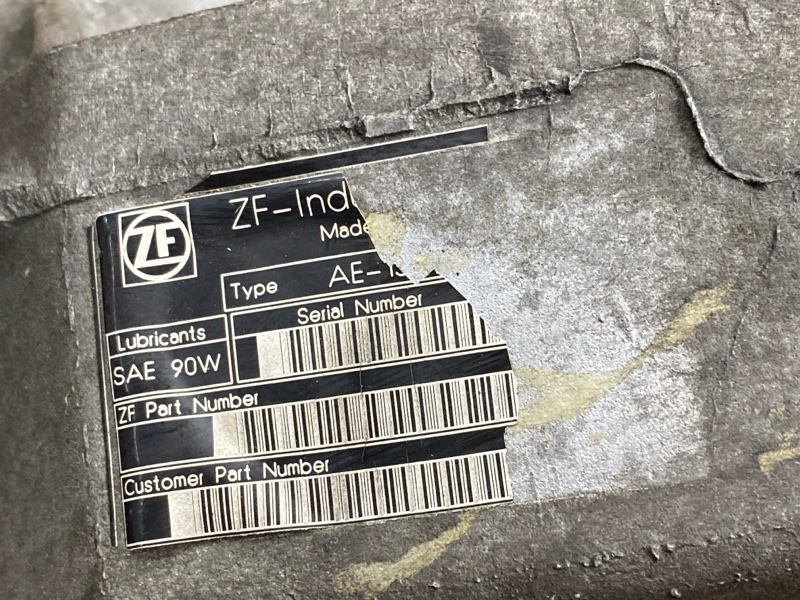 ZF
ZF-Ind
Made
Type AE-1
Serial Number
Lubricants
SAE 90W
ZF Part Number
Customer Part Number